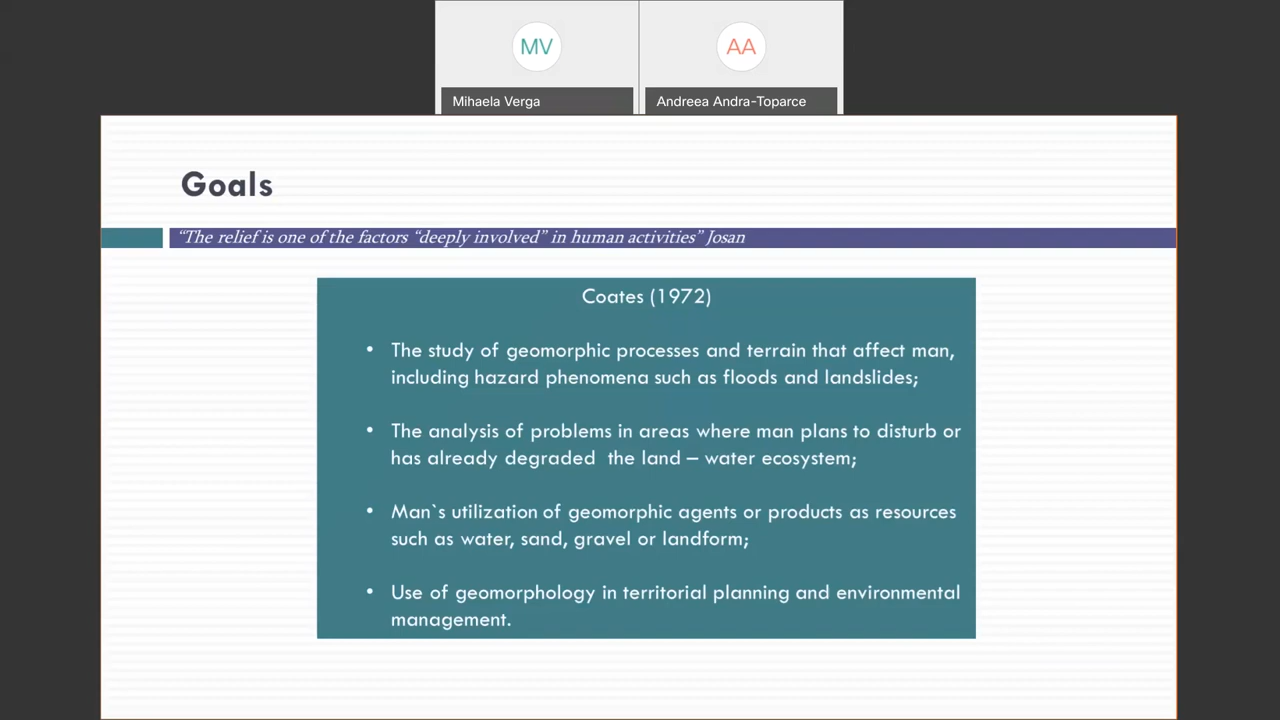 MV
AA
Mihaela Verga
Andreea Andra-Toparce
Goals
“The relief is one of the factors “deeply involved” in human activities” Josan
Coates (1972)
• The study of geomorphic processes and terrain that affect man,
including hazard phenomena such as floods and landslides;
• The analysis of problems in areas where man plans to disturb or
has already degraded  the land – water ecosystem;
• Man`s utilization of geomorphic agents or products as resources
such as water, sand, gravel or landform;
• Use of geomorphology in territorial planning and environmental
management.